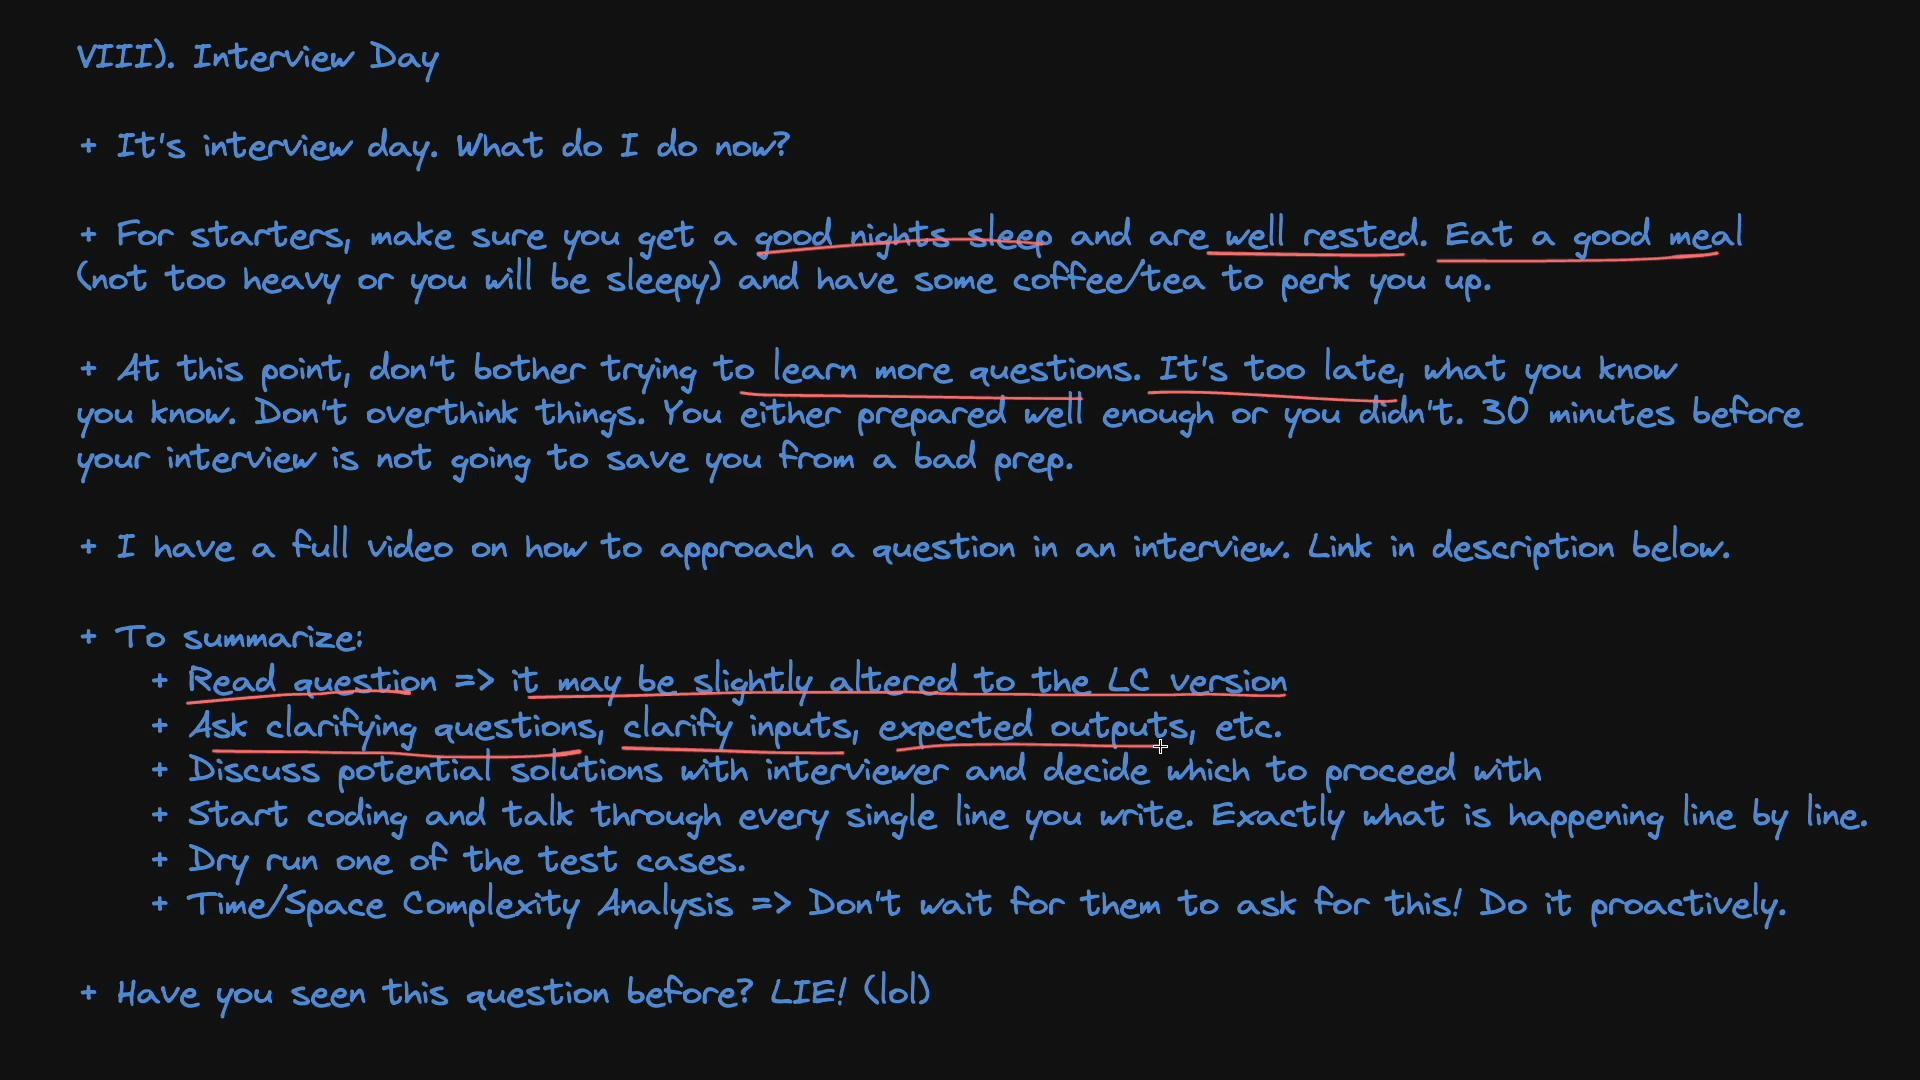 VIII). Interview Day
+ It's interview day. What do I do now?
+ For starters, make sure you get a good nights sleep and are well rested. Eat a good meal
(not too heavy or you will be sleepy) and have some coffee/tea to perk you up.
+ At this point, don't bother trying to learn more questions. It's too late, what you know
you know. Don't overthink things. You either prepared well enough or you didn't. 30 minutes before
your interview is not going to save you from a bad prep.
+ I have a full video on how to approach a question in an interview. Link in description below.
+ To summarize:
+ Read question => it may be slightly altered to the LC version
+ Ask clarifying questions, clarify inputs, expected outputs, etc.
+ Discuss potential solutions with interviewer and decide which to proceed with
+ Start coding and talk through every single line you write. Exactly what is happening line by line.
+ Dry run one of the test cases.
+ Time/Space Complexity Analysis => Don't wait for them to ask for this! Do it proactively.
+ Have you seen this question before? LIE! (lol)